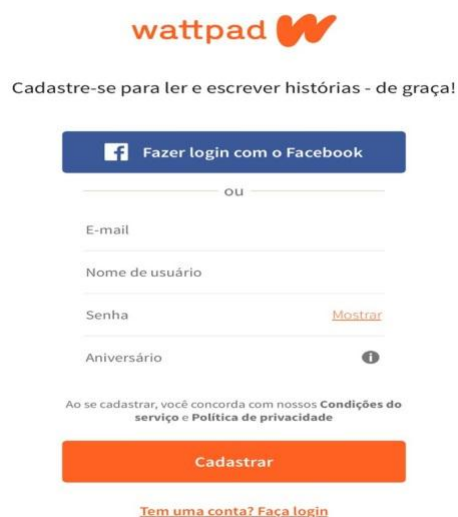 wattpad
Cadastre-se para ler e escrever histórias - de graça!
Fazer login com o Facebook
ou
E-mail
Nome de usuário
Senha Mostrar
Aniversário
Ao se cadastrar, você concorda com nossos Condições do
serviço e Política de privacidade
Cadastrar
Tem uma conta? Faça login